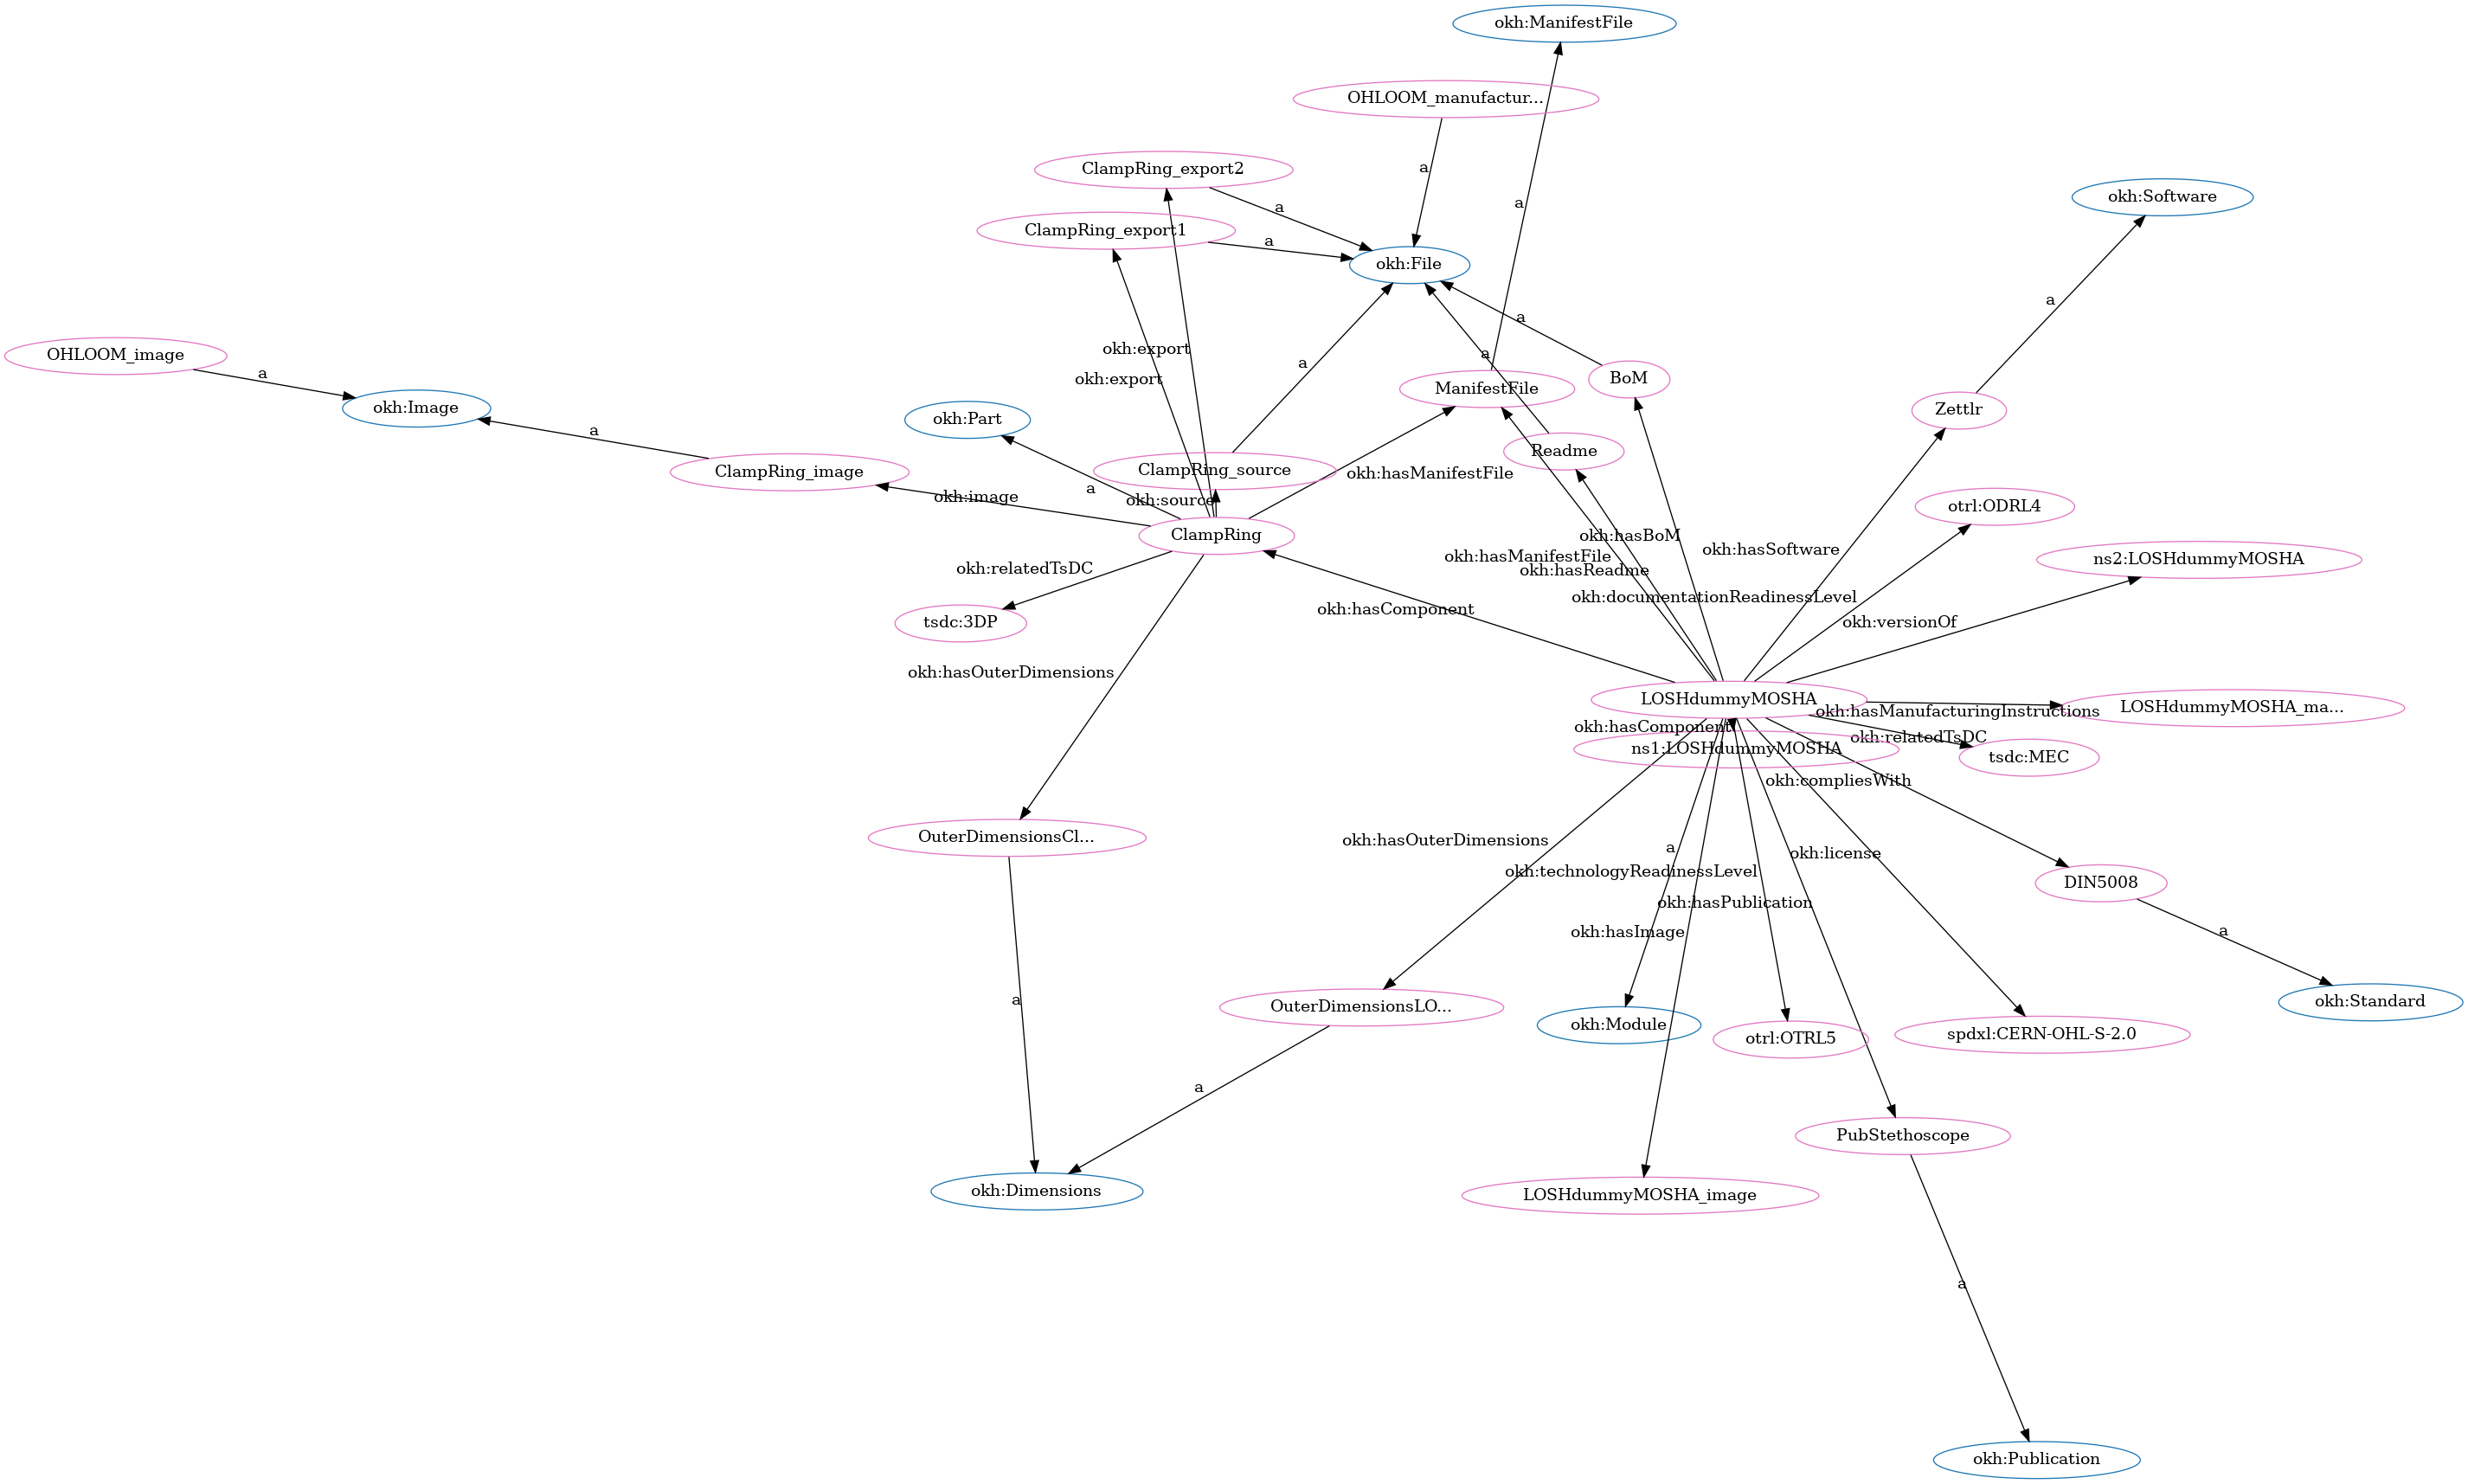 okh:ManifestFile
OHLOOM_manufactur...
a
ClampRing_export2
okh:Software
a
a
ClampRing_export1
a
okh:File
a
a
OHLOOM_image
okh:export
a
a
a
okh:export
ManifestFile
BoM
okh:Image
okh:Part
Zettlr
a
Readme
ClampRing_image
ClampRing_source
okh:hasManifestFile
a
okh:image
okh:source
otrl:ODRL4
ClampRing
okh:hasBoM
okh:hasSoftware
okh:hasManifestFile
ns2:LOSHdummyMOSHA
okh:relatedTsDC
okh:hasReadme
okh:documentationReadinessLevel
okh:hasComponent
tsdc:3DP
okh:versionOf
okh:hasOuterDimensions
LOSHdummyMOSHA
LOSHdummyMOSHA_ma...
okh:hasManufacturingInstructions
okh:hasComponent
okh:relatedTsDC
ns1:LOSHdummyMOSHA
tsdc:MEC
okh:compliesWith
OuterDimensionsCl...
okh:hasOuterDimensions
a
okh:license
okh:technologyReadinessLevel
DIN5008
okh:hasPublication
okh:hasImage
a
a
OuterDimensionsLO...
okh:Standard
okh:Module
otrl:OTRL5
spdxl:CERN-OHL-S-2.0
a
PubStethoscope
okh:Dimensions
LOSHdummyMOSHA_image
a
okh:Publication